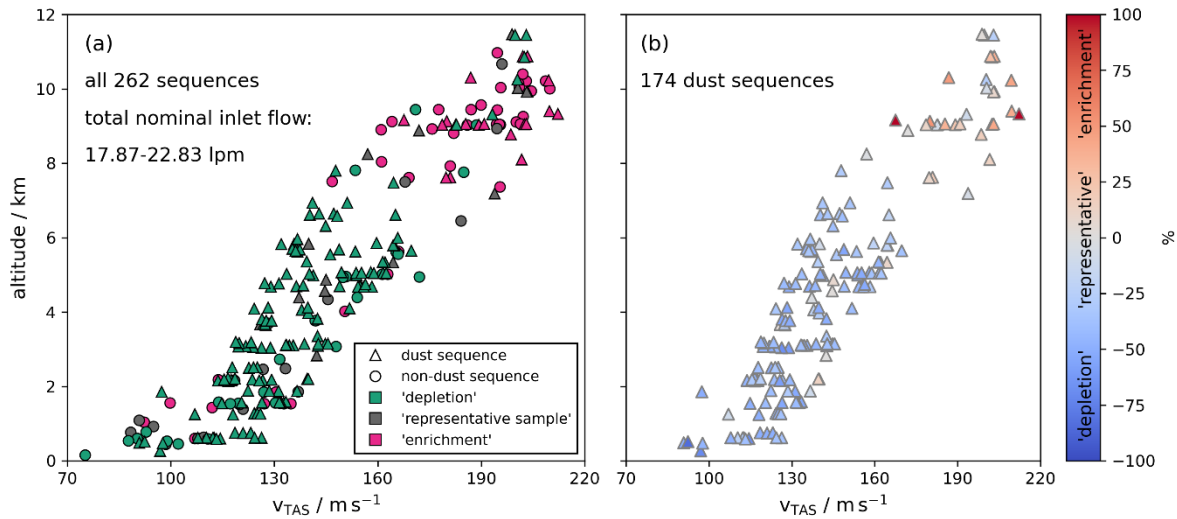 (a)
all 262 sequences
total nominal inlet flow:
17.87-22.83 lpm
altitude / km
12
10
8
6
4
2
0
70
100
130
160
190
220
v_TAS / m s⁻¹
dust sequence
non-dust sequence
'depletion'
'representative sample'
'enrichment'
(b)
174 dust sequences
70
100
130
160
190
220
v_TAS / m s⁻¹
'enrichment'
'representative'
'depletion'
100
75
50
25
0
−25
−50
−75
−100
%